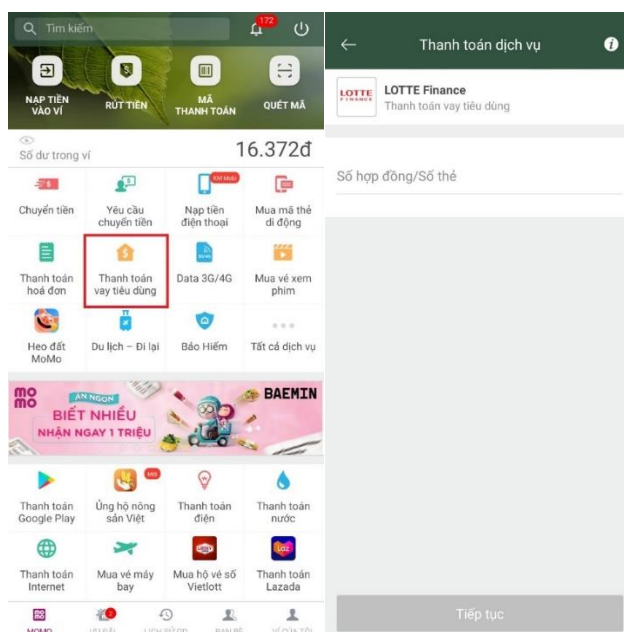 Tìm kiếm
172
NẠP TIỀN
VÀO VÍ
RÚT TIỀN
MÃ
THANH TOÁN
QUÉT MÃ
Số dư trong ví
16.372đ
Chuyển tiền
Yêu cầu
chuyển tiền
Nạp tiền
điện thoại
Mua mã thẻ
di động
Thanh toán
hoá đơn
Thanh toán
vay tiêu dùng
Data 3G/4G
Mua vé xem
phim
Heo đất
MoMo
Du lịch – Đi lại
Bảo Hiểm
Tất cả dịch vụ
mo
mo
ĂN NGON
BIẾT NHIỀU
NHẬN NGAY 1 TRIỆU
BAEMIN
Thanh toán
Google Play
Ủng hộ nông
sản Việt
Thanh toán
điện
Thanh toán
nước
Thanh toán
Internet
Mua vé máy
bay
Mua hộ vé số
Vietlott
Laz
Thanh toán
Lazada
2
Thanh toán dịch vụ
LOTTE
FINANCE
LOTTE Finance
Thanh toán vay tiêu dùng
Số hợp đồng/Số thẻ
Tiếp tục